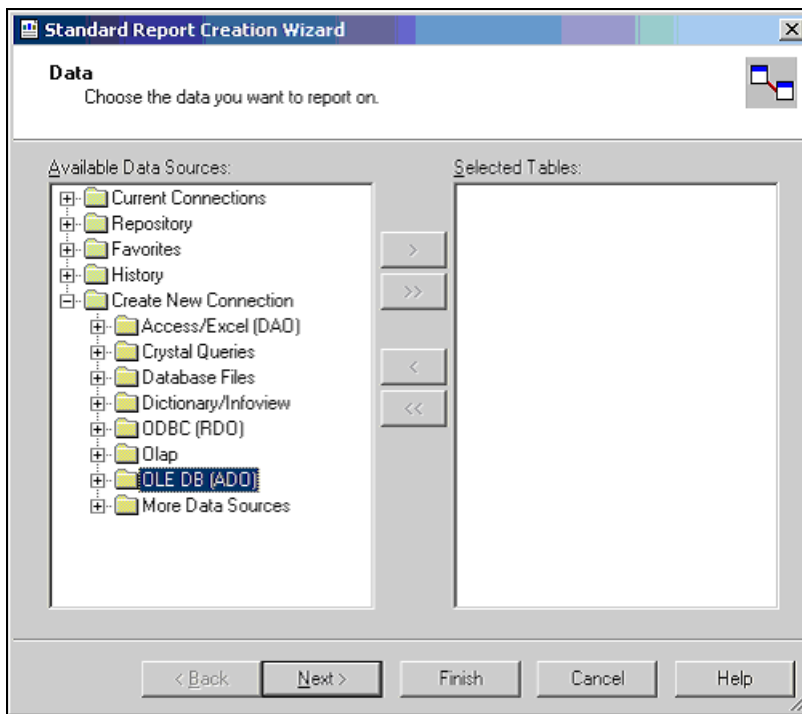 Standard Report Creation Wizard
Data
Choose the data you want to report on.
Available Data Sources:
Selected Tables:
Current Connections
Repository
Favorites
History
Create New Connection
Access/Excel (DAO)
Crystal Queries
Database Files
Dictionary/Infoview
ODBC (RDO)
Olap
OLE DB (ADO)
More Data Sources
>
>>
<
<<
< Back
Next >
Finish
Cancel
Help